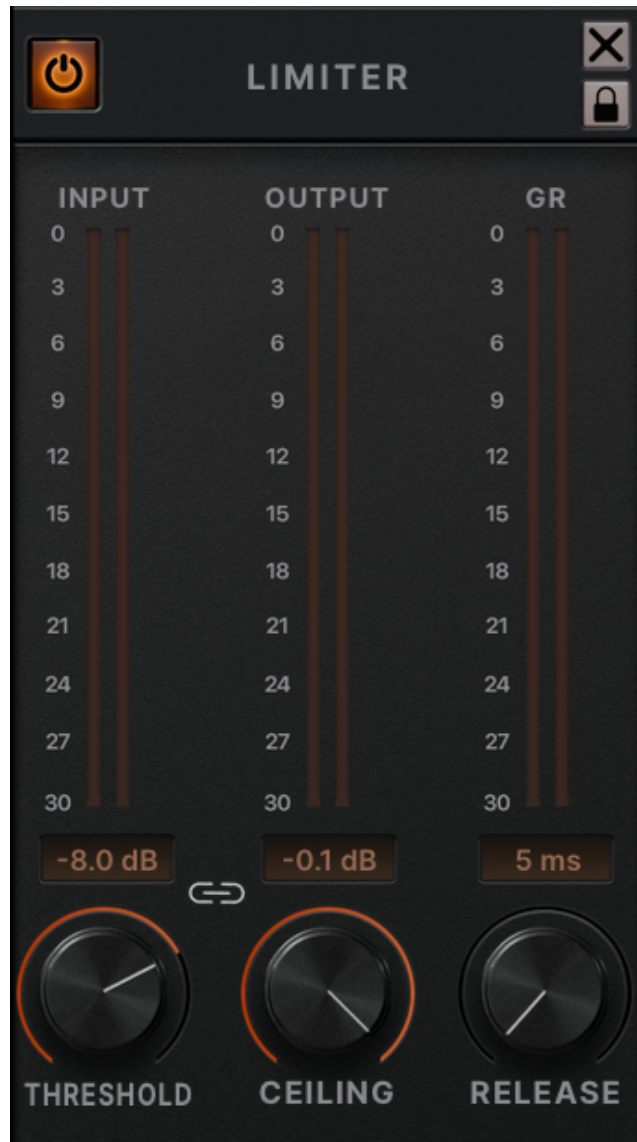 LIMITER
INPUT OUTPUT GR
0 0 0
3 3 3
6 6 6
9 9 9
12 12 12
15 15 15
18 18 18
21 21 21
24 24 24
27 27 27
30 30 30
-8.0 dB -0.1 dB 5 ms
THRESHOLD CEILING RELEASE